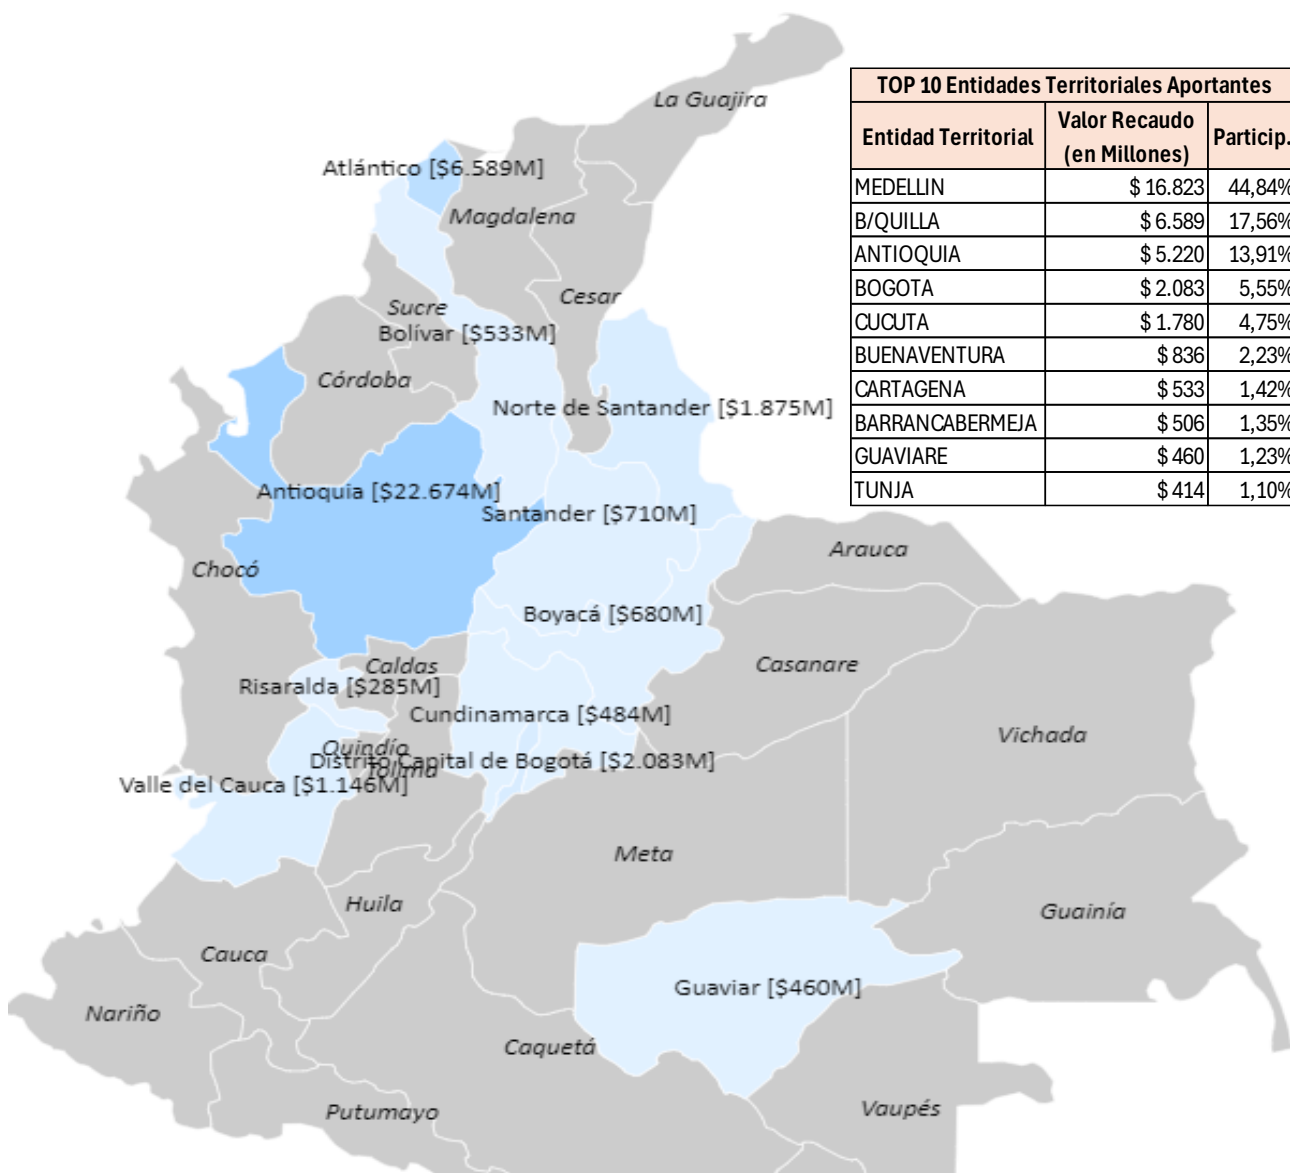 La Guajira
TOP 10 Entidades Territoriales Aportantes
Entidad Territorial Valor Recaudo (en Millones) Particip.
MEDELLIN $ 16.823 44,84%
B/QUILLA $ 6.589 17,56%
ANTIOQUIA $ 5.220 13,91%
BOGOTA $ 2.083 5,55%
CUCUTA $ 1.780 4,75%
BUENAVENTURA $ 836 2,23%
CARTAGENA $ 533 1,42%
BARRANCABERMEJA $ 506 1,35%
GUAVIARE $ 460 1,23%
TUNJA $ 414 1,10%
Atlántico [$6.589M]
Magdalena
Cesar
Sucre
Bolívar [$533M]
Córdoba
Norte de Santander [$1.875M]
Antioquia [$22.674M]
Santander [$710M]
Arauca
Chocó
Boyacá [$680M]
Caldas
Casanare
Risaralda [$285M]
Cundinamarca [$484M]
Vichada
Quindío
Distrito Capital de Bogotá [$2.083M]
Tolima
Valle del Cauca [$1.146M]
Meta
Huila
Guainía
Cauca
Guaviar [$460M]
Nariño
Caquetá
Putumayo
Vaupés